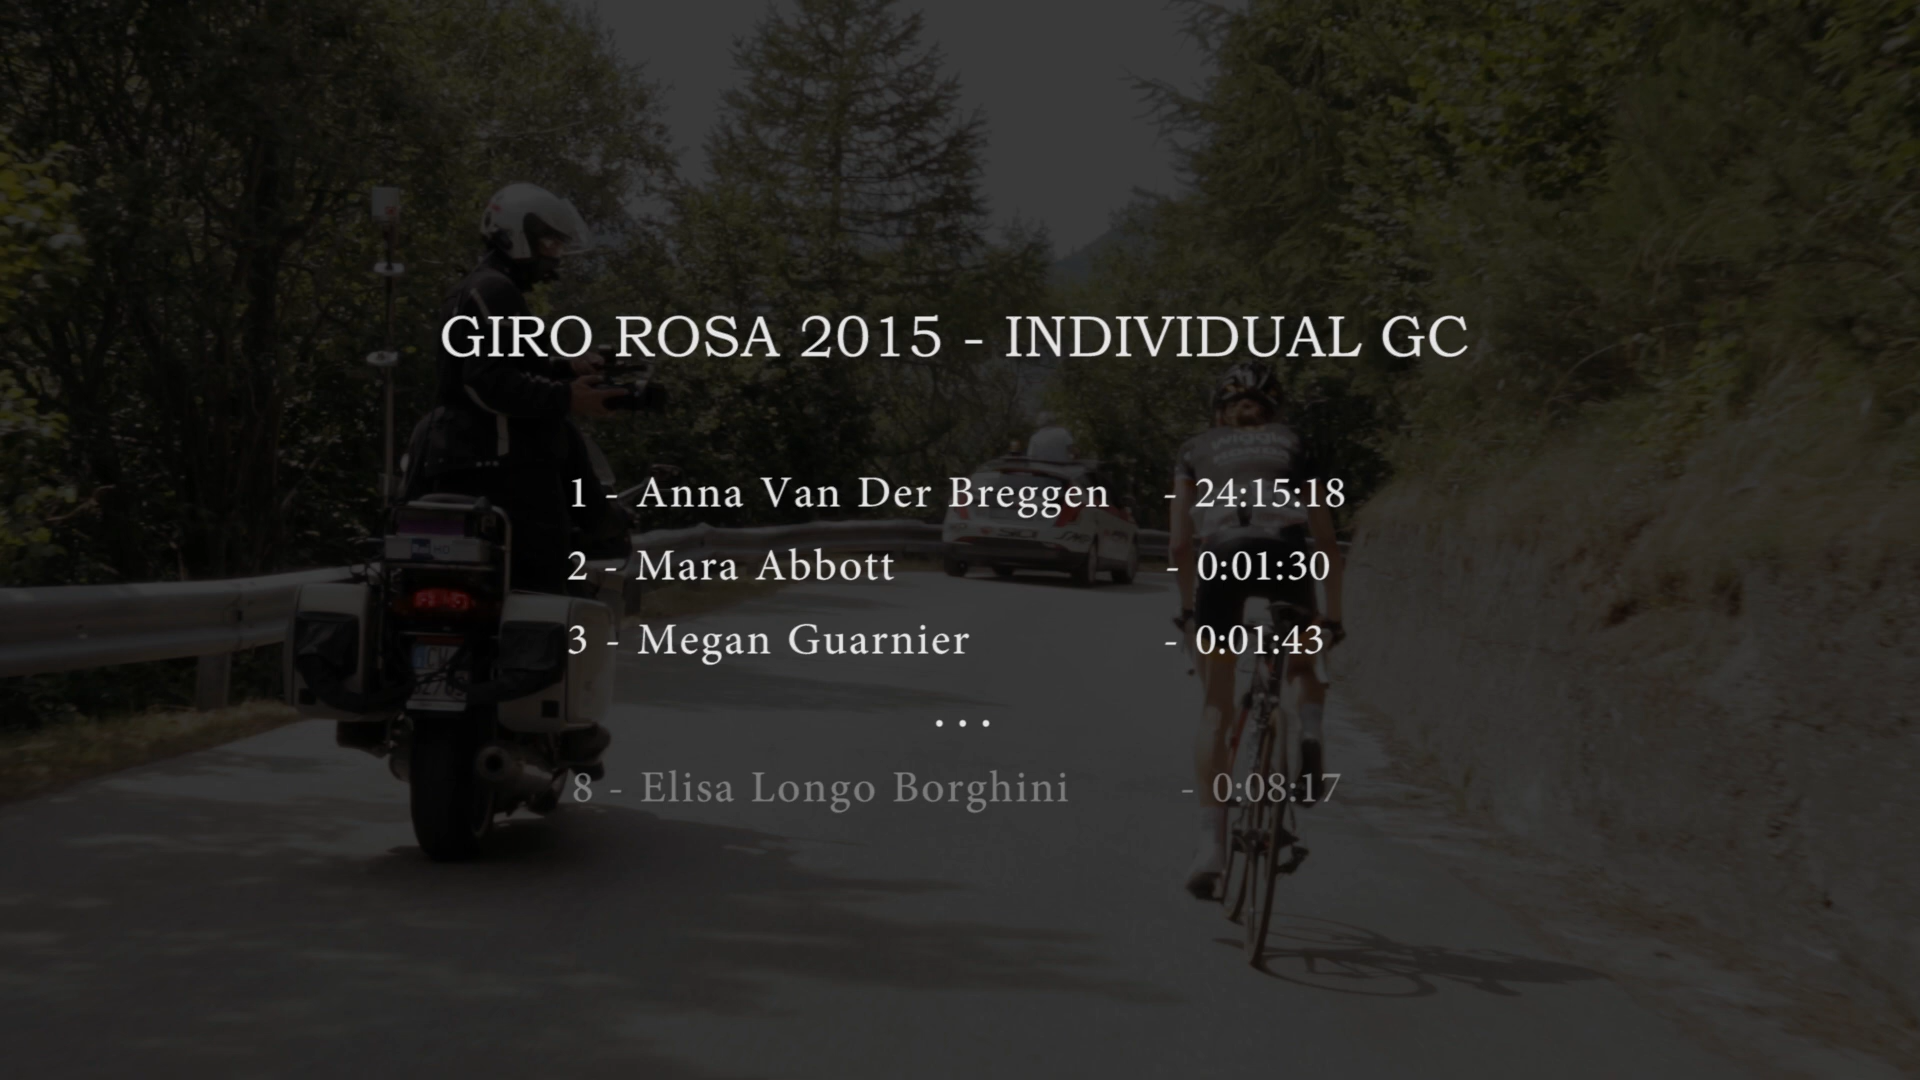 GIRO ROSA 2015 - INDIVIDUAL GC
1 - Anna Van Der Breggen - 24:15:18
2 - Mara Abbott - 0:01:30
3 - Megan Guarnier - 0:01:43
...
8 - Elisa Longo Borghini - 0:08:17
wiggle